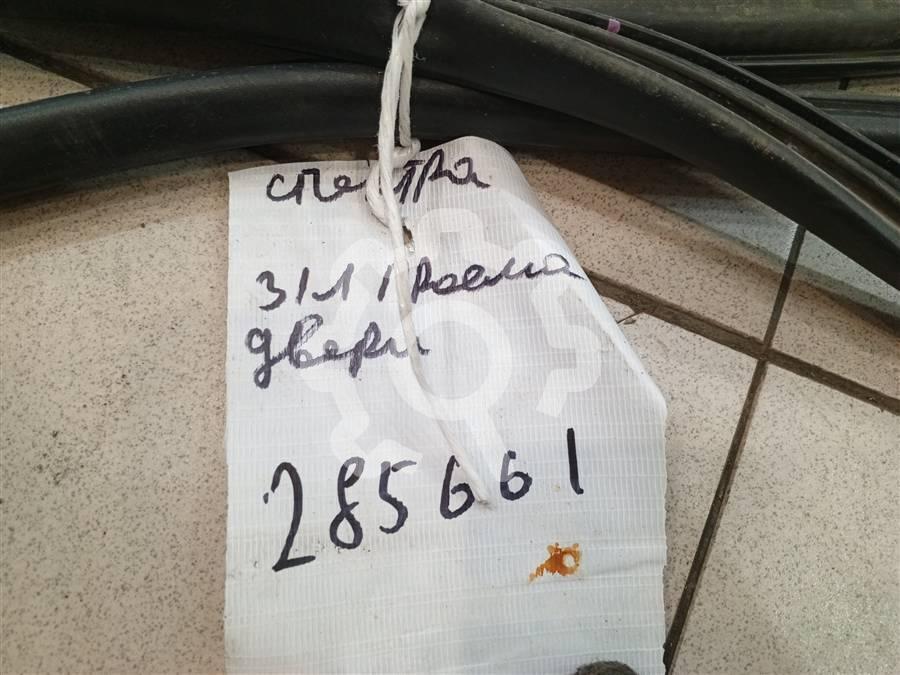 спектра
з/л проема
двери
285661